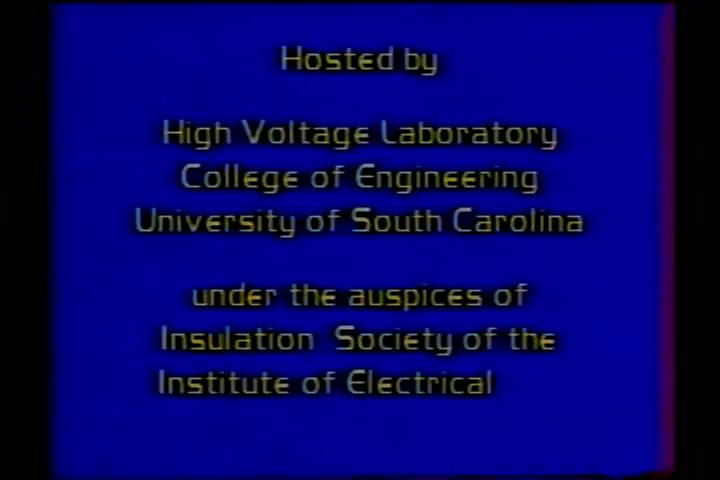 Hosted by
High Voltage Laboratory
College of Engineering
University of South Carolina
under the auspices of
Insulation Society of the
Institute of Electrical